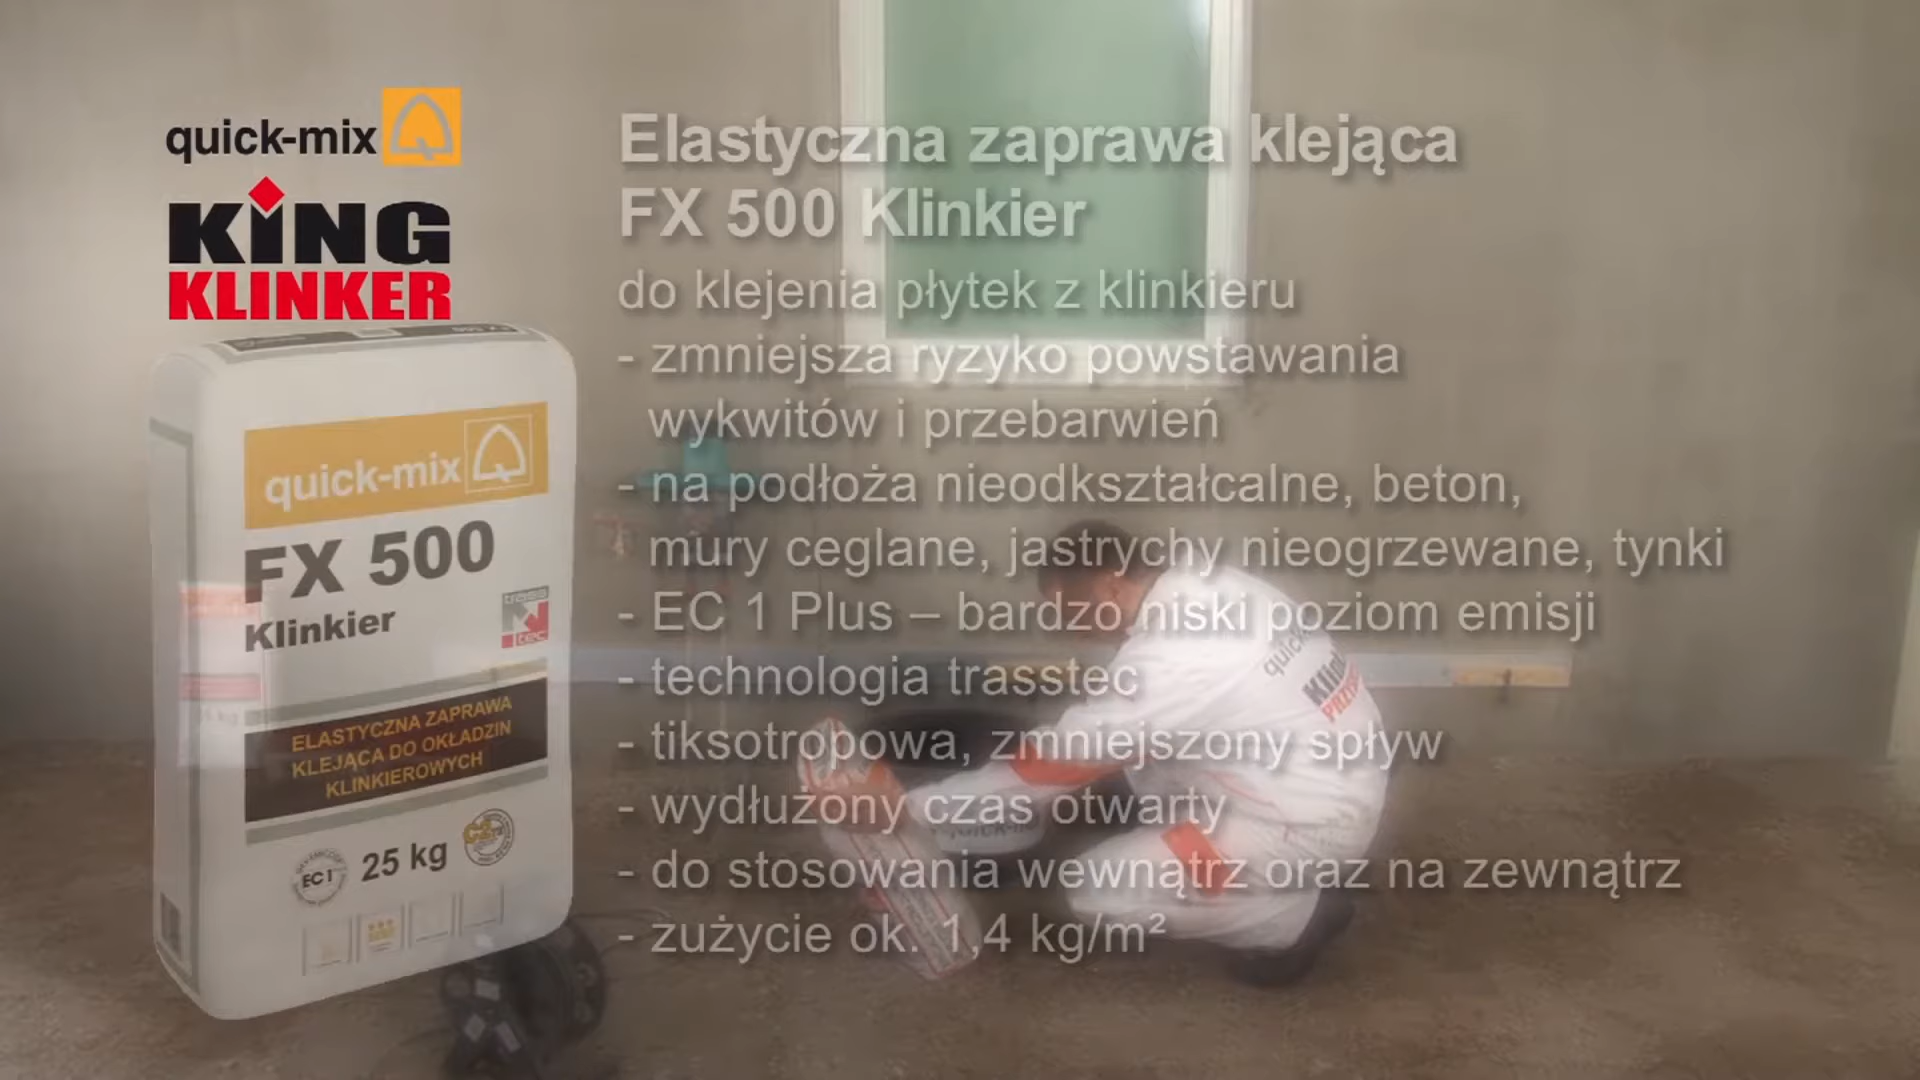 quick-mix
KING
KLINKER
Elastyczna zaprawa klejąca
FX 500 Klinkier
do klejenia płytek z klinkieru
- zmniejsza ryzyko powstawania
wykwitów i przebarwień
- na podłoża nieodkształcalne, beton,
mury ceglane, jastrychy nieogrzewane, tynki
- EC 1 Plus – bardzo niski poziom emisji
- technologia trasstec
- tiksotropowa, zmniejszony spływ
- wydłużony czas otwarty
- do stosowania wewnątrz oraz na zewnątrz
- zużycie ok. 1,4 kg/m²
quick-mix
FX 500
Klinkier
trass
tec
ELASTYCZNA ZAPRAWA
KLEJĄCA DO OKŁADZIN
KLINKIEROWYCH
EC1
25 kg
quick